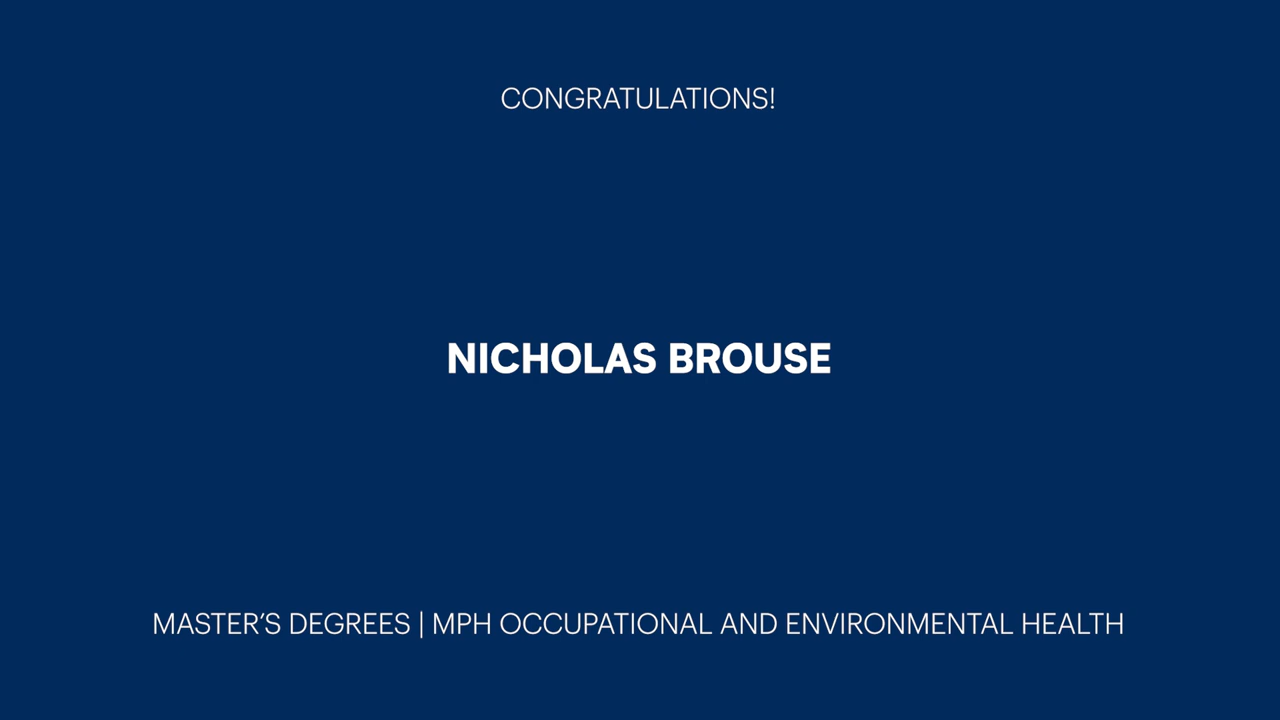 CONGRATULATIONS!
NICHOLAS BROUSE
MASTER’S DEGREES | MPH OCCUPATIONAL AND ENVIRONMENTAL HEALTH